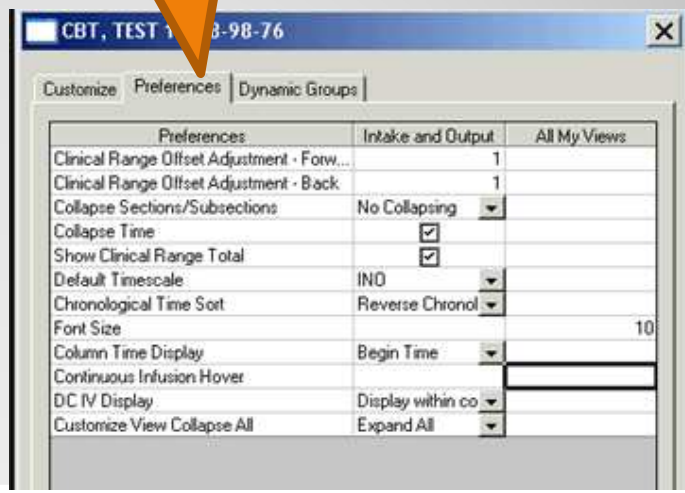 CBT, TEST 8-98-76
Customize Preferences Dynamic Groups
Preferences Intake and Output All My Views
Clinical Range Offset Adjustment - Forw... 1
Clinical Range Offset Adjustment - Back 1
Collapse Sections/Subsections No Collapsing
Collapse Time
Show Clinical Range Total
Default Timescale INO
Chronological Time Sort Reverse Chronol
Font Size 10
Column Time Display Begin Time
Continuous Infusion Hover
DC IV Display Display within co
Customize View Collapse All Expand All